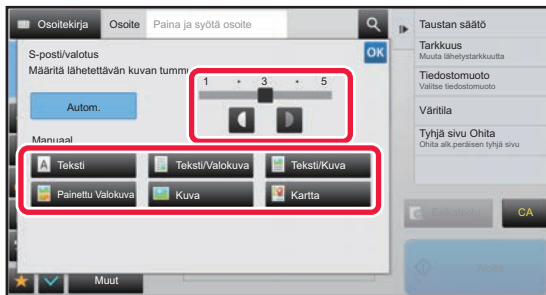 Osoitekirja
Osoite
Paina ja syötä osoite
S-posti/valotus
OK
Määritä lähetettävän kuvan tummu
1 3 5
Autom.
Manuaal
Teksti
Teksti/Valokuva
Teksti/Kuva
Painettu Valokuva
Kuva
Kartta
Muut
Taustan säätö
Tarkkuus
Muuta lähetystarkkuutta
Tiedostomuoto
Valitse tiedostomuoto
Väritila
Tyhjä sivu Ohita
Ohita alk.peräisen tyhjä sivu
Esikatselu
CA
Aloita